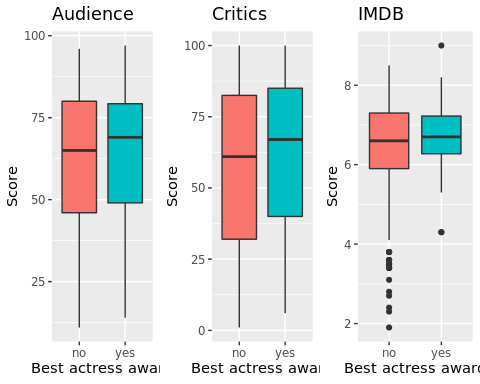 Audience
Critics
IMDB
Score
100
75
50
25
no
yes
Best actress awar
Score
100
75
50
25
0
no
yes
Best actress awar
Score
8
6
4
2
no
yes
Best actress awar